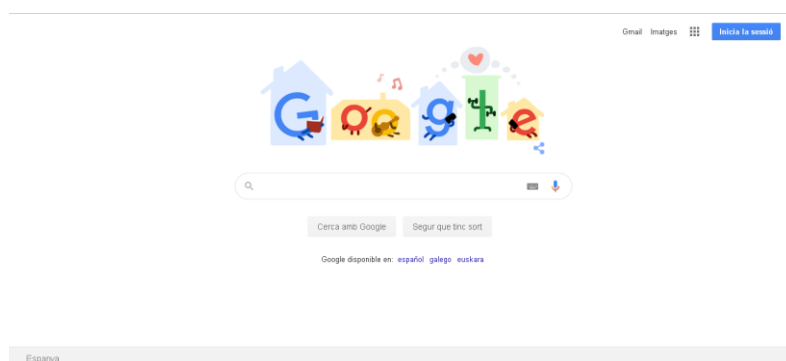 Gmail Imatges Inicia la sessió
Google
Cerca amb Google Segur que tinc sort
Google disponible en: español galego euskara
Espanya